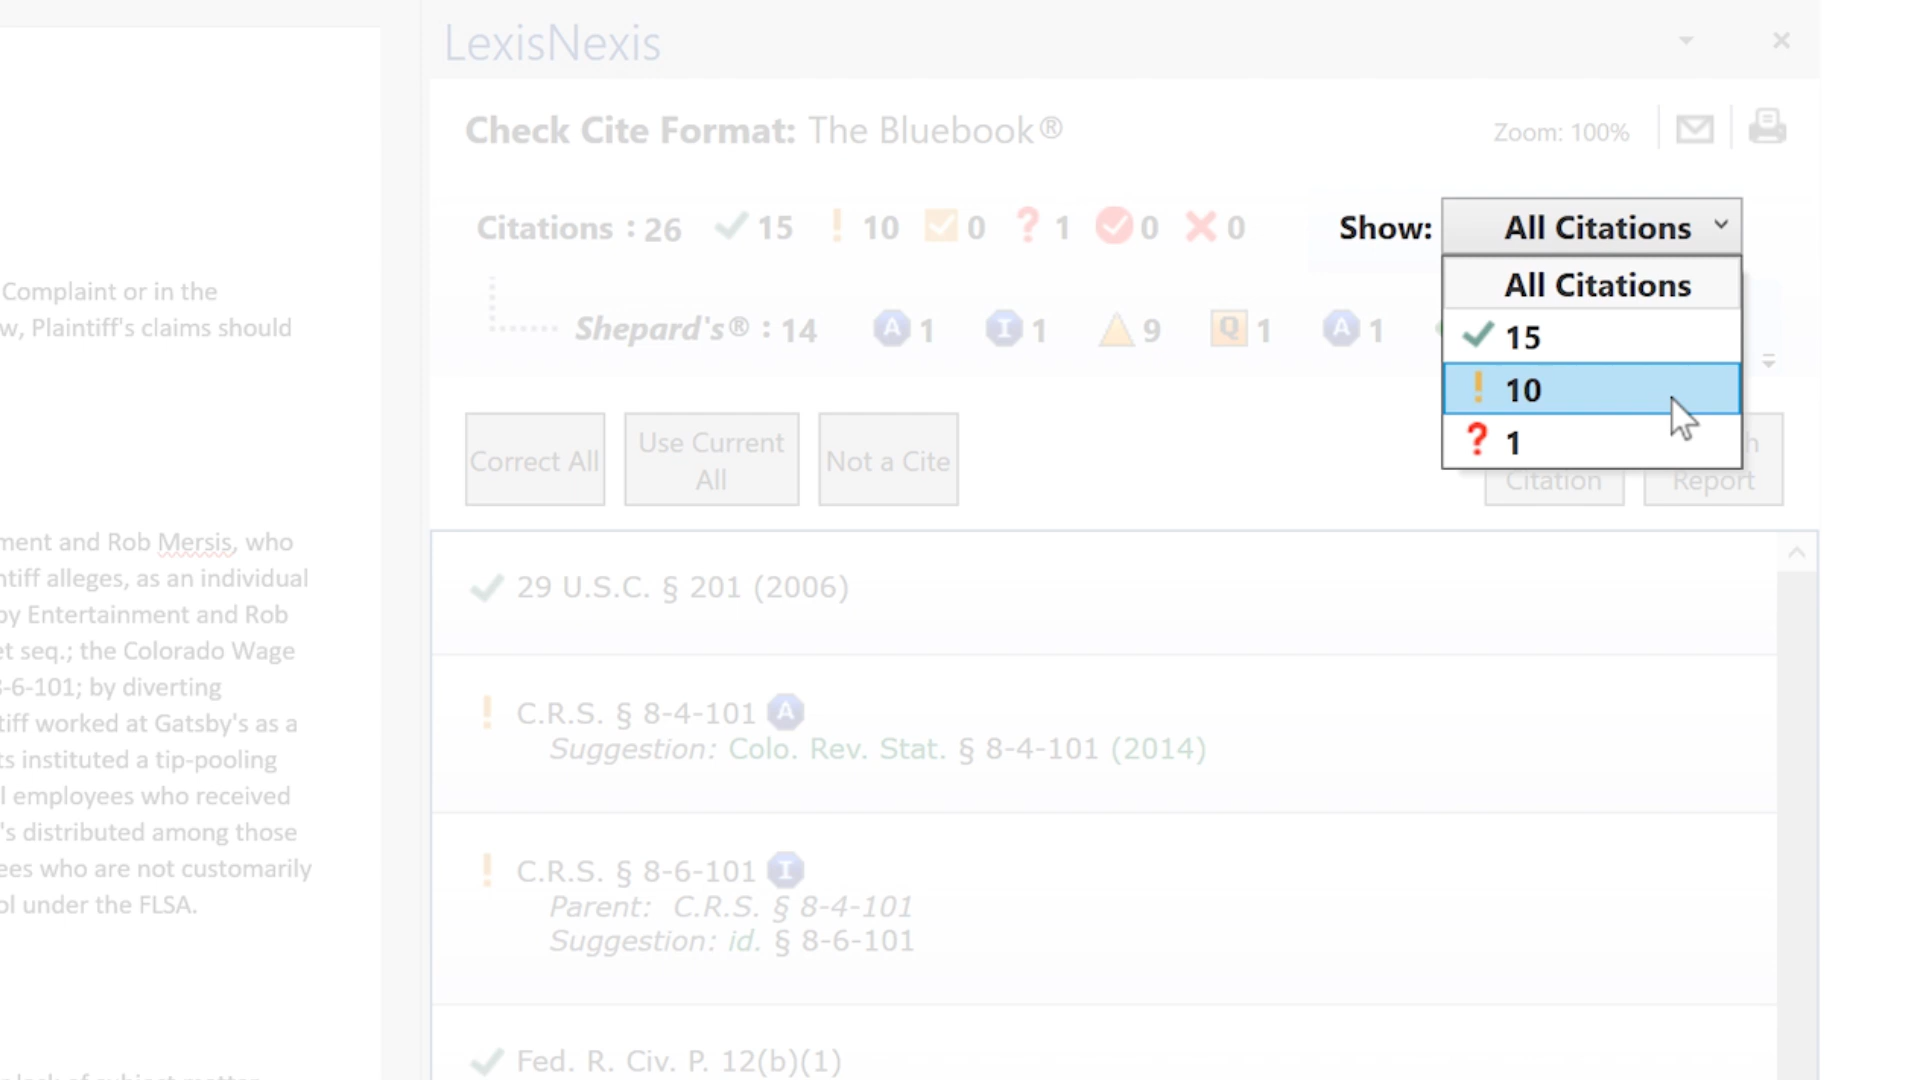 LexisNexis
Check Cite Format: The Bluebook®
Zoom: 100%
Citations : 26 15 ! 10 0 ? 1 0 0
Show: All Citations
All Citations
15
! 10
? 1
Shepard's® : 14 A 1 I 1 9 Q 1 A 1
Correct All
Use Current
All
Not a Cite
Citation
Report
29 U.S.C. § 201 (2006)
! C.R.S. § 8-4-101 A
Suggestion: Colo. Rev. Stat. § 8-4-101 (2014)
! C.R.S. § 8-6-101 I
Parent: C.R.S. § 8-4-101
Suggestion: id. § 8-6-101
Fed. R. Civ. P. 12(b)(1)
Complaint or in the
w, Plaintiff's claims should
ment and Rob Mersis, who
ntiff alleges, as an individual
by Entertainment and Rob
et seq.; the Colorado Wage
-6-101; by diverting
tiff worked at Gatsby's as a
ts instituted a tip-pooling
l employees who received
's distributed among those
ees who are not customarily
ol under the FLSA.